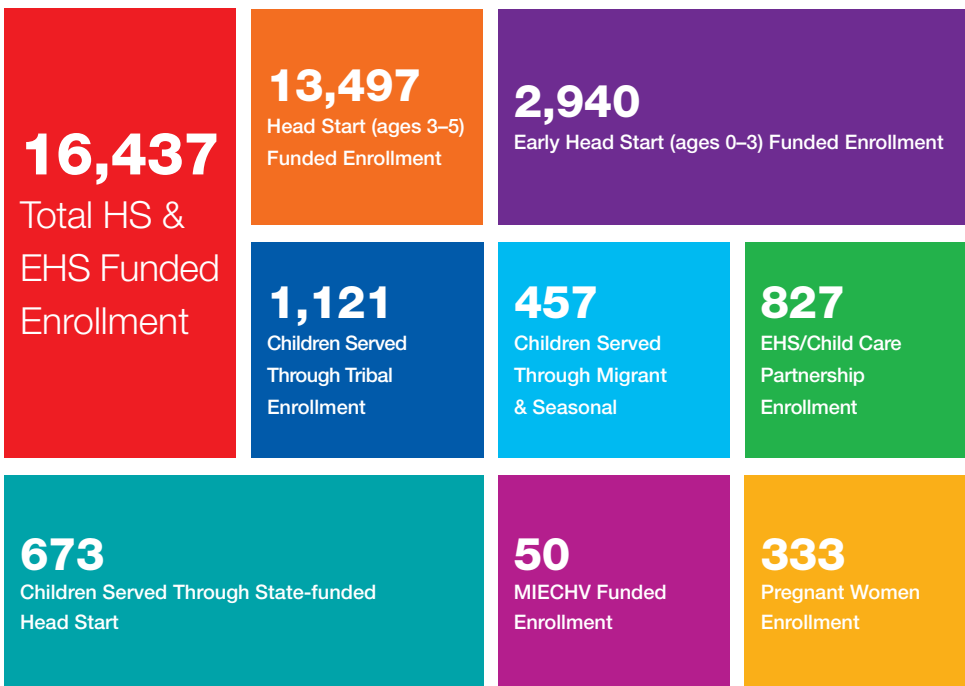 16,437
Total HS &
EHS Funded
Enrollment
13,497
Head Start (ages 3–5)
Funded Enrollment
2,940
Early Head Start (ages 0–3) Funded Enrollment
1,121
Children Served
Through Tribal
Enrollment
457
Children Served
Through Migrant
& Seasonal
827
EHS/Child Care
Partnership
Enrollment
673
Children Served Through State-funded
Head Start
50
MIECHV Funded
Enrollment
333
Pregnant Women
Enrollment